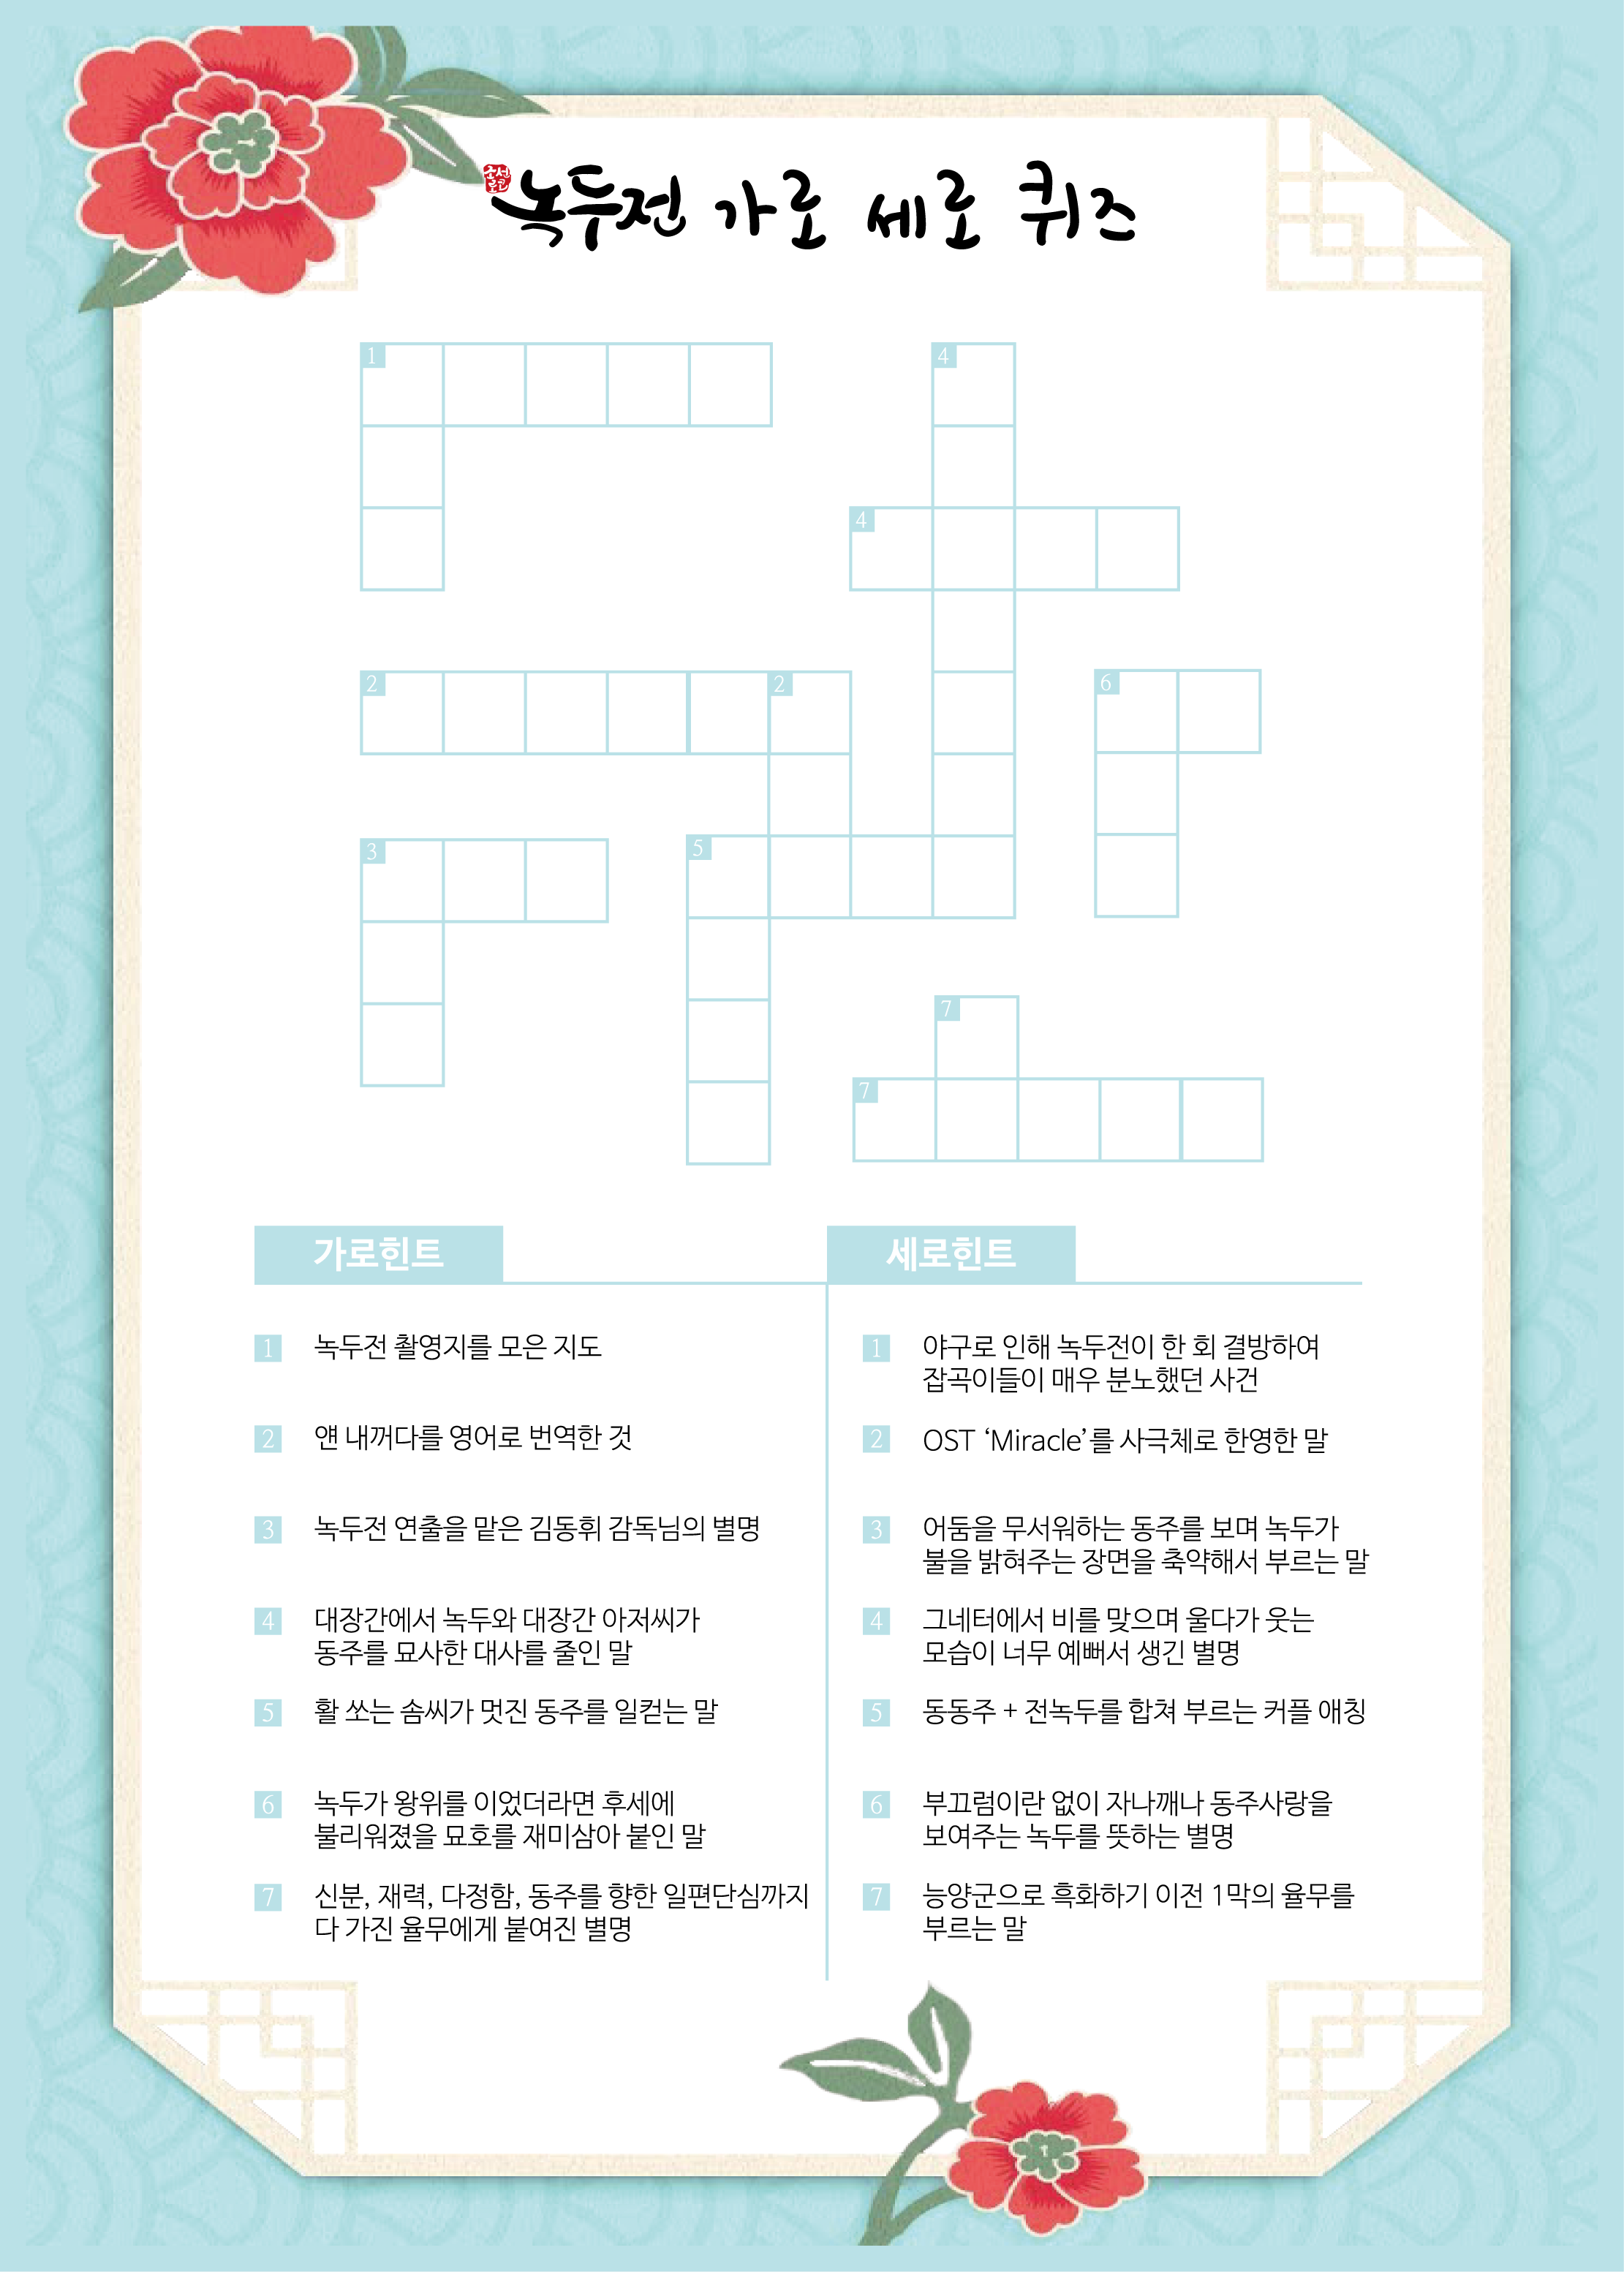 조선로코
녹두전 가로 세로 퀴즈
1
4
4
2
2
6
3
5
7
7
가로힌트
1 녹두전 촬영지를 모은 지도
2 얜 내꺼다를 영어로 번역한 것
3 녹두전 연출을 맡은 김동휘 감독님의 별명
4 대장간에서 녹두와 대장간 아저씨가
동주를 묘사한 대사를 줄인 말
5 활 쏘는 솜씨가 멋진 동주를 일컫는 말
6 녹두가 왕위를 이었더라면 후세에
불리워졌을 묘호를 재미삼아 붙인 말
7 신분, 재력, 다정함, 동주를 향한 일편단심까지
다 가진 율무에게 붙여진 별명
세로힌트
1 야구로 인해 녹두전이 한 회 결방하여
잡곡이들이 매우 분노했던 사건
2 OST ‘Miracle’를 사극체로 한영한 말
3 어둠을 무서워하는 동주를 보며 녹두가
불을 밝혀주는 장면을 축약해서 부르는 말
4 그네터에서 비를 맞으며 울다가 웃는
모습이 너무 예뻐서 생긴 별명
5 동동주 + 전녹두를 합쳐 부르는 커플 애칭
6 부끄럼이란 없이 자나깨나 동주사랑을
보여주는 녹두를 뜻하는 별명
7 능양군으로 흑화하기 이전 1막의 율무를
부르는 말